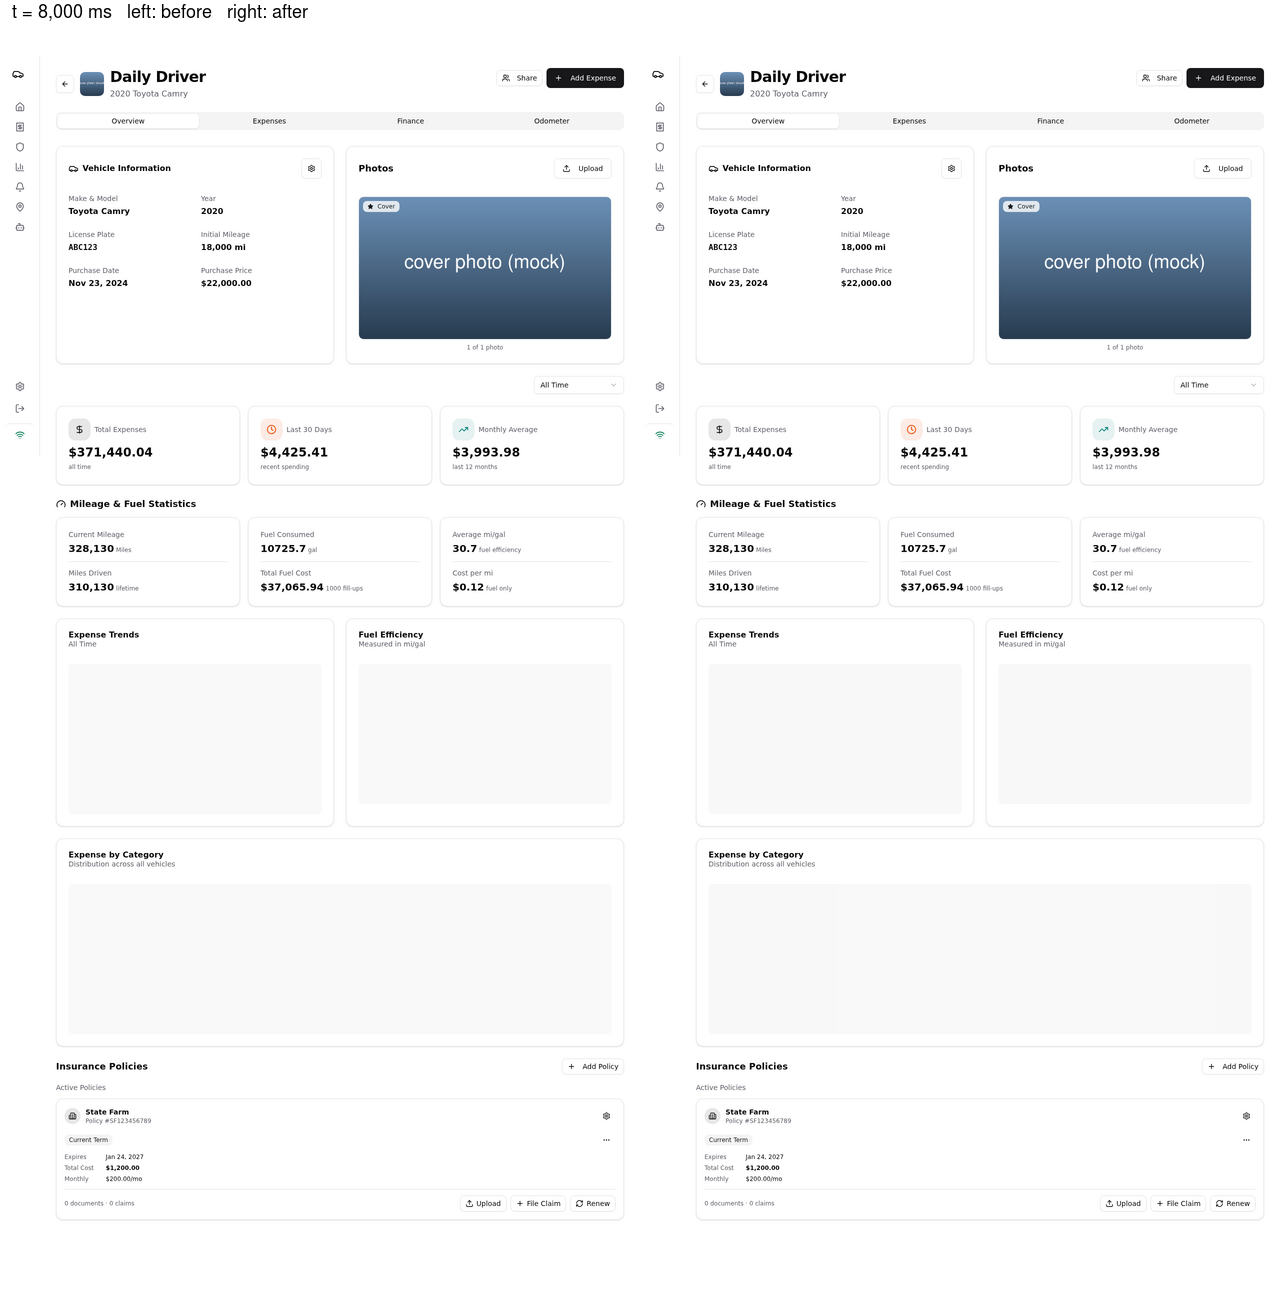 t = 8,000 ms left: before right: after
Daily Driver
2020 Toyota Camry
Share
Add Expense
Overview
Expenses
Finance
Odometer
Vehicle Information
Make & Model
Year
Toyota Camry
2020
License Plate
Initial Mileage
ABC123
18,000 mi
Purchase Date
Purchase Price
Nov 23, 2024
$22,000.00
Photos
Upload
Cover
cover photo (mock)
1 of 1 photo
All Time
Total Expenses
$371,440.04
all time
Last 30 Days
$4,425.41
recent spending
Monthly Average
$3,993.98
last 12 months
Mileage & Fuel Statistics
Current Mileage
328,130 Miles
Miles Driven
310,130 lifetime
Fuel Consumed
10725.7 gal
Total Fuel Cost
$37,065.94 1000 fill-ups
Average mi/gal
30.7 fuel efficiency
Cost per mi
$0.12 fuel only
Expense Trends
All Time
Fuel Efficiency
Measured in mi/gal
Expense by Category
Distribution across all vehicles
Insurance Policies
Add Policy
Active Policies
State Farm
Policy #SF123456789
Current Term
Expires Jan 24, 2027
Total Cost $1,200.00
Monthly $200.00/mo
0 documents · 0 claims
Upload
File Claim
Renew
Daily Driver
2020 Toyota Camry
Share
Add Expense
Overview
Expenses
Finance
Odometer
Vehicle Information
Make & Model
Year
Toyota Camry
2020
License Plate
Initial Mileage
ABC123
18,000 mi
Purchase Date
Purchase Price
Nov 23, 2024
$22,000.00
Photos
Upload
Cover
cover photo (mock)
1 of 1 photo
All Time
Total Expenses
$371,440.04
all time
Last 30 Days
$4,425.41
recent spending
Monthly Average
$3,993.98
last 12 months
Mileage & Fuel Statistics
Current Mileage
328,130 Miles
Miles Driven
310,130 lifetime
Fuel Consumed
10725.7 gal
Total Fuel Cost
$37,065.94 1000 fill-ups
Average mi/gal
30.7 fuel efficiency
Cost per mi
$0.12 fuel only
Expense Trends
All Time
Fuel Efficiency
Measured in mi/gal
Expense by Category
Distribution across all vehicles
Insurance Policies
Add Policy
Active Policies
State Farm
Policy #SF123456789
Current Term
Expires Jan 24, 2027
Total Cost $1,200.00
Monthly $200.00/mo
0 documents · 0 claims
Upload
File Claim
Renew